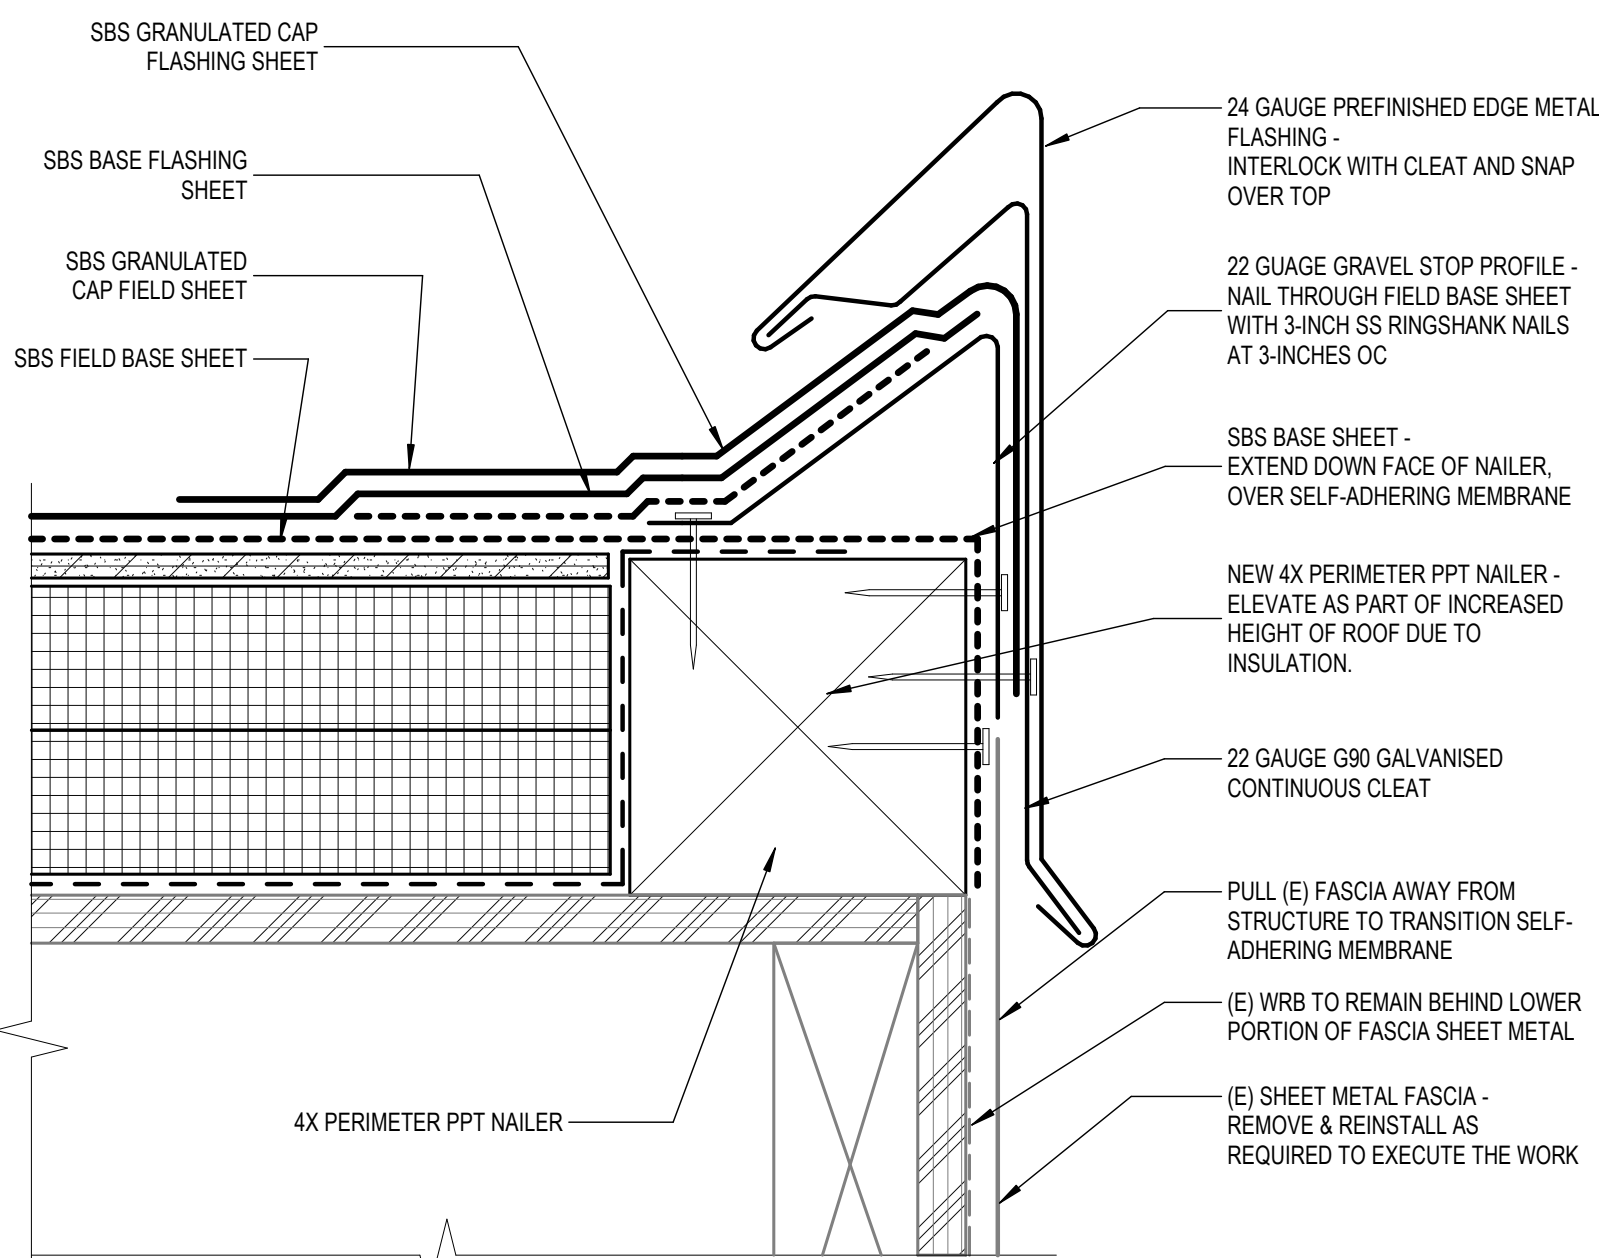 SBS GRANULATED CAP
FLASHING SHEET
SBS BASE FLASHING
SHEET
SBS GRANULATED
CAP FIELD SHEET
SBS FIELD BASE SHEET
4X PERIMETER PPT NAILER
24 GAUGE PREFINISHED EDGE METAL
FLASHING -
INTERLOCK WITH CLEAT AND SNAP
OVER TOP
22 GUAGE GRAVEL STOP PROFILE -
NAIL THROUGH FIELD BASE SHEET
WITH 3-INCH SS RINGSHANK NAILS
AT 3-INCHES OC
SBS BASE SHEET -
EXTEND DOWN FACE OF NAILER,
OVER SELF-ADHERING MEMBRANE
NEW 4X PERIMETER PPT NAILER -
ELEVATE AS PART OF INCREASED
HEIGHT OF ROOF DUE TO
INSULATION.
22 GAUGE G90 GALVANISED
CONTINUOUS CLEAT
PULL (E) FASCIA AWAY FROM
STRUCTURE TO TRANSITION SELF-
ADHERING MEMBRANE
(E) WRB TO REMAIN BEHIND LOWER
PORTION OF FASCIA SHEET METAL
(E) SHEET METAL FASCIA -
REMOVE & REINSTALL AS
REQUIRED TO EXECUTE THE WORK